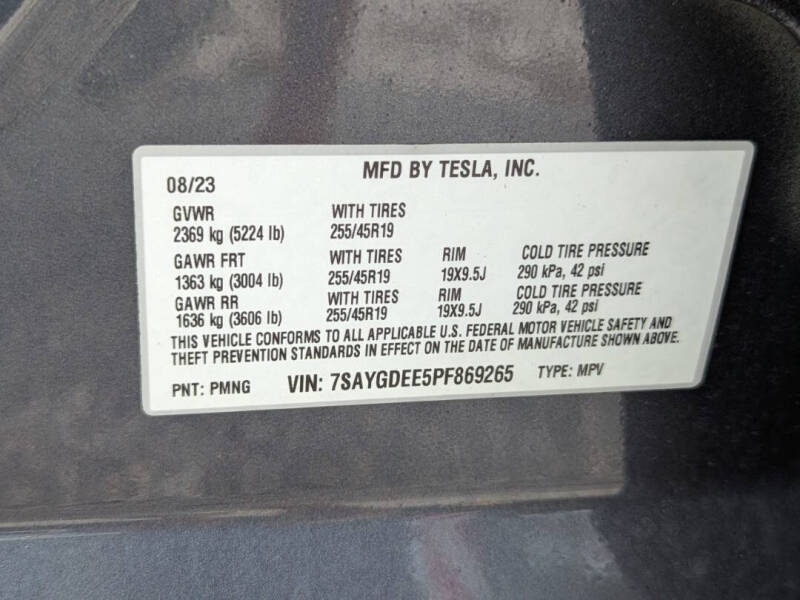 08/23 MFD BY TESLA, INC.
GVWR WITH TIRES
2369 kg (5224 lb) 255/45R19
GAWR FRT WITH TIRES RIM COLD TIRE PRESSURE
1363 kg (3004 lb) 255/45R19 19X9.5J 290 kPa, 42 psi
GAWR RR WITH TIRES RIM COLD TIRE PRESSURE
1636 kg (3606 lb) 255/45R19 19X9.5J 290 kPa, 42 psi
THIS VEHICLE CONFORMS TO ALL APPLICABLE U.S. FEDERAL MOTOR VEHICLE SAFETY AND
THEFT PREVENTION STANDARDS IN EFFECT ON THE DATE OF MANUFACTURE SHOWN ABOVE.
PNT: PMNG VIN: 7SAYGDEE5PF869265 TYPE: MPV